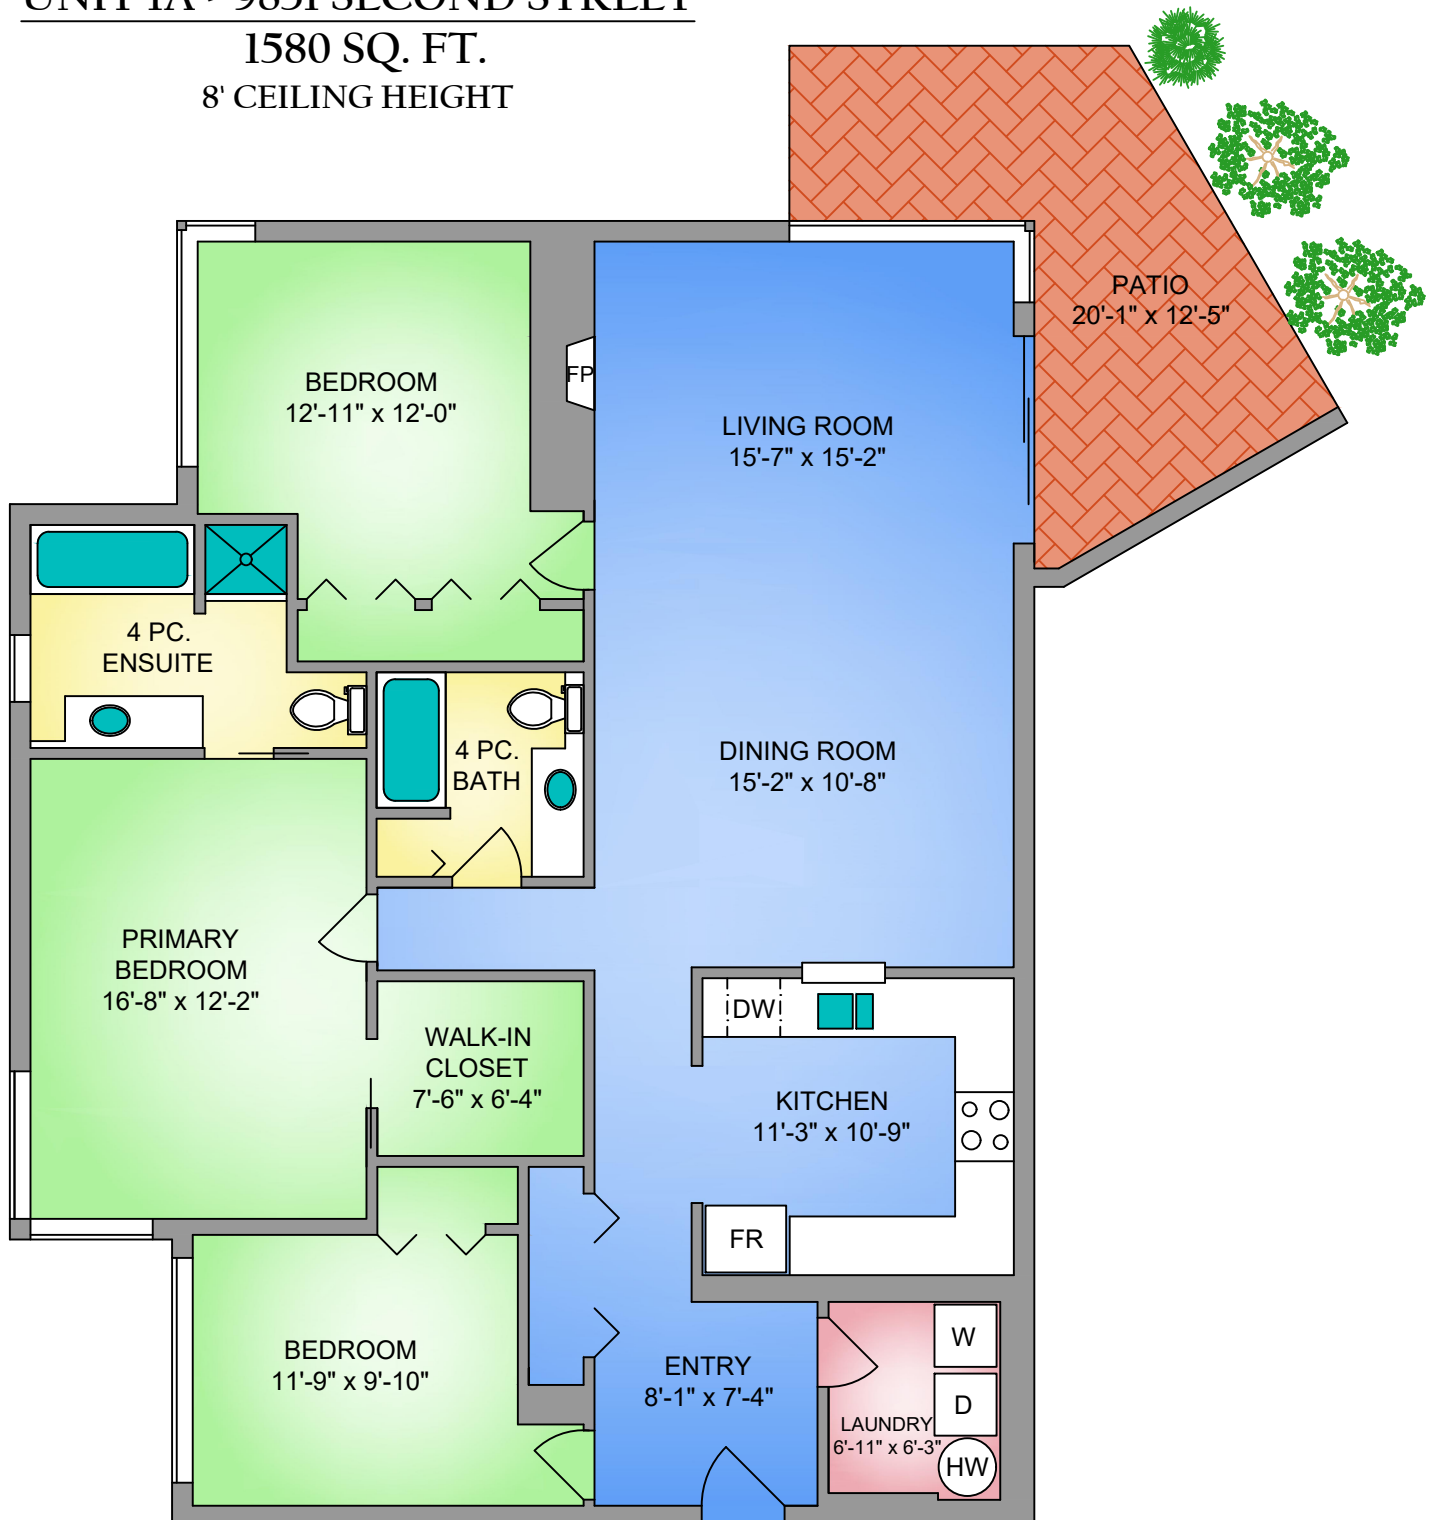 1580 SQ. FT.
8' CEILING HEIGHT
PATIO
20'-1" x 12'-5"
BEDROOM
12'-11" x 12'-0"
FP
LIVING ROOM
15'-7" x 15'-2"
4 PC.
ENSUITE
4 PC.
BATH
DINING ROOM
15'-2" x 10'-8"
PRIMARY
BEDROOM
16'-8" x 12'-2"
DW
WALK-IN
CLOSET
7'-6" x 6'-4"
KITCHEN
11'-3" x 10'-9"
FR
BEDROOM
11'-9" x 9'-10"
ENTRY
8'-1" x 7'-4"
W
D
LAUNDRY
6'-11" x 6'-3"
HW